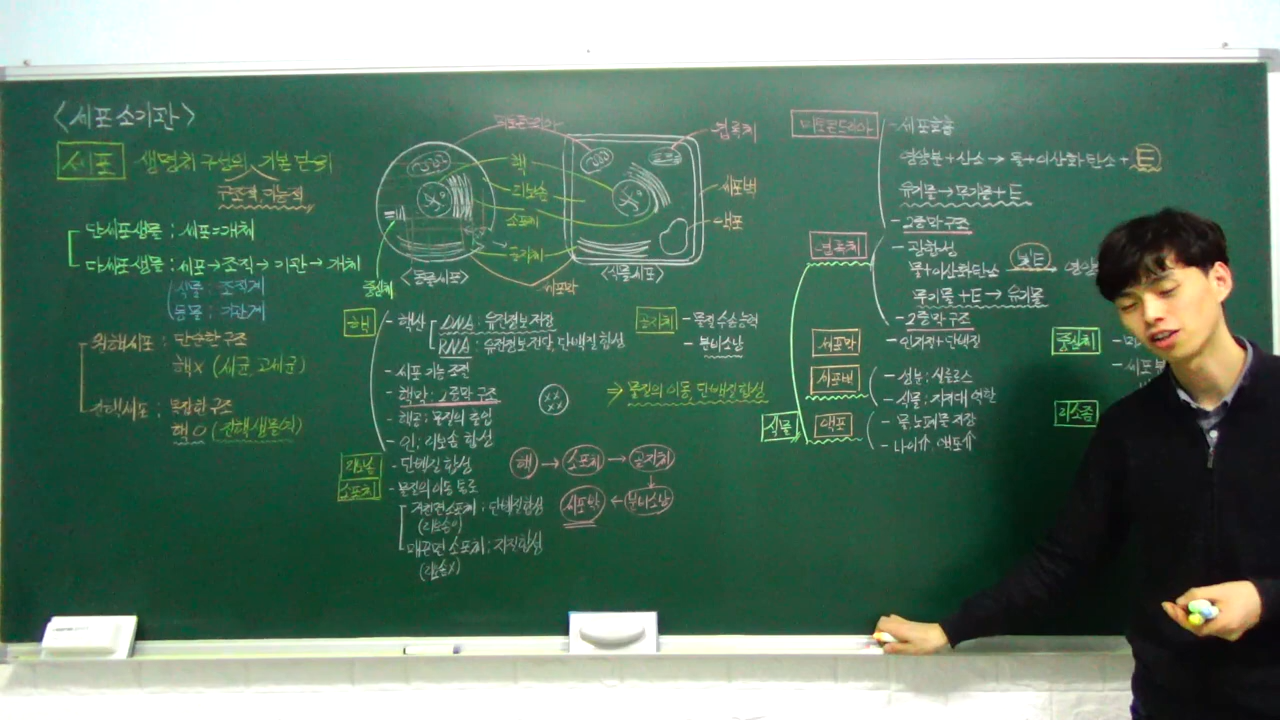 <세포 소기관>
세포 생명체 구성의 기본 단위
구조적, 기능적
단세포 생물 : 세포=개체
다세포 생물 : 세포→조직→기관→개체
식물 : 조직계
동물 : 기관계
원핵세포 : 단순한 구조
핵X (세균, 고세균)
진핵세포 : 복잡한 구조
핵O (진핵생물의)
미토콘드리아
핵
리보솜
소포체
골지체
세포막
중심체
<동물세포>
<식물세포>
엽록체
세포벽
액포
핵 - 핵산
DNA : 유전정보 저장
RNA : 유전정보 전달, 단백질 합성
- 세포 기능 조절
- 핵막 : 2중막 구조
- 핵공 : 물질의 출입
- 인 : 리보솜 합성
리보솜 - 단백질 합성
소포체 - 물질의 이동 통로
거친면 소포체 : 단백질 합성
(리보솜O)
매끈면 소포체 : 지질 합성
(리보솜X)
골지체 - 물질 수송 능력
- 분비소낭
⇒ 물질의 이동, 단백질 합성
핵 → 소포체 → 골지체
↓
세포막 ← 분비소낭
미토콘드리아 - 세포호흡
영양분+산소 → 물+이산화탄소+E
유기물→무기물+E
- 2중막 구조
엽록체 - 광합성
물+이산화탄소 빛E → 영양
무기물+E → 유기물
- 2중막 구조
세포막 - 인지질+단백질
세포벽 - 성분 : 셀룰로스
- 식물 : 지지대 역할
식물
액포 - 물, 노폐물 저장
- 나이⇑, 액포⇑
중심체
- 세포
리소좀